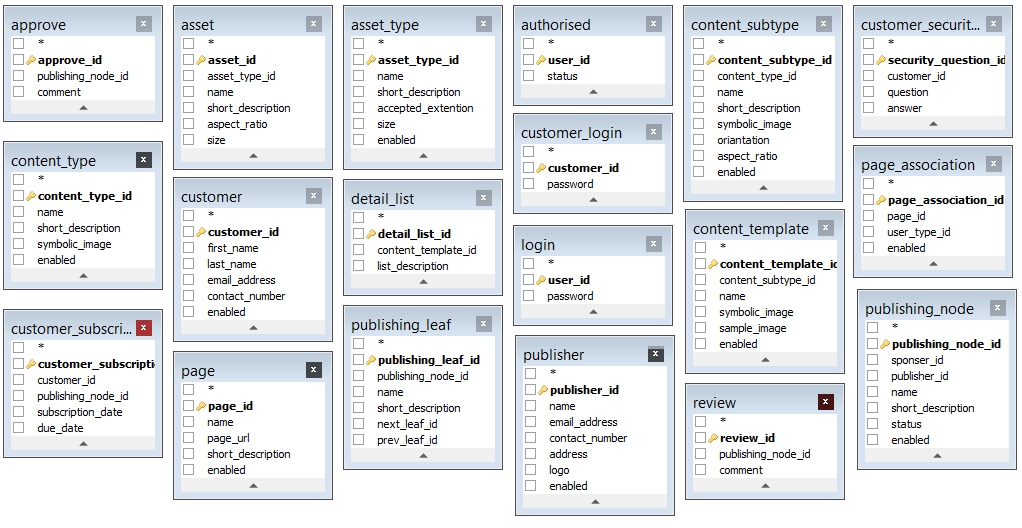 approve
*
approve_id
publishing_node_id
comment
asset
*
asset_id
asset_type_id
name
short_description
aspect_ratio
size
asset_type
*
asset_type_id
name
short_description
accepted_extention
size
enabled
authorised
*
user_id
status
content_subtype
*
content_subtype_id
content_type_id
name
short_description
symbolic_image
oriantation
aspect_ratio
enabled
customer_securit...
*
security_question_id
customer_id
question
answer
content_type
*
content_type_id
name
short_description
symbolic_image
enabled
customer
*
customer_id
first_name
last_name
email_address
contact_number
enabled
detail_list
*
detail_list_id
content_template_id
list_description
customer_login
*
customer_id
password
login
*
user_id
password
content_template
*
content_template_id
content_subtype_id
name
symbolic_image
sample_image
enabled
page_association
*
page_association_id
page_id
user_type_id
enabled
customer_subscri...
*
customer_subscripti
customer_id
publishing_node_id
subscription_date
due_date
page
*
page_id
name
page_url
short_description
enabled
publishing_leaf
*
publishing_leaf_id
publishing_node_id
name
short_description
next_leaf_id
prev_leaf_id
publisher
*
publisher_id
name
email_address
contact_number
address
logo
enabled
review
*
review_id
publishing_node_id
comment
publishing_node
*
publishing_node_id
sponser_id
publisher_id
name
short_description
status
enabled